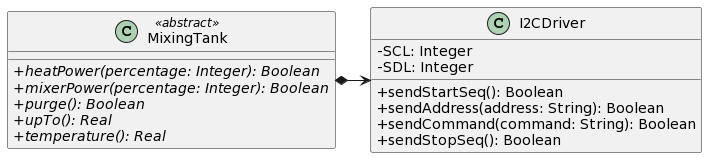 C
«abstract»
MixingTank
+heatPower(percentage: Integer): Boolean
+mixerPower(percentage: Integer): Boolean
+purge(): Boolean
+upTo(): Real
+temperature(): Real
C I2CDriver
-SCL: Integer
-SDL: Integer
+sendStartSeq(): Boolean
+sendAddress(address: String): Boolean
+sendCommand(command: String): Boolean
+sendStopSeq(): Boolean